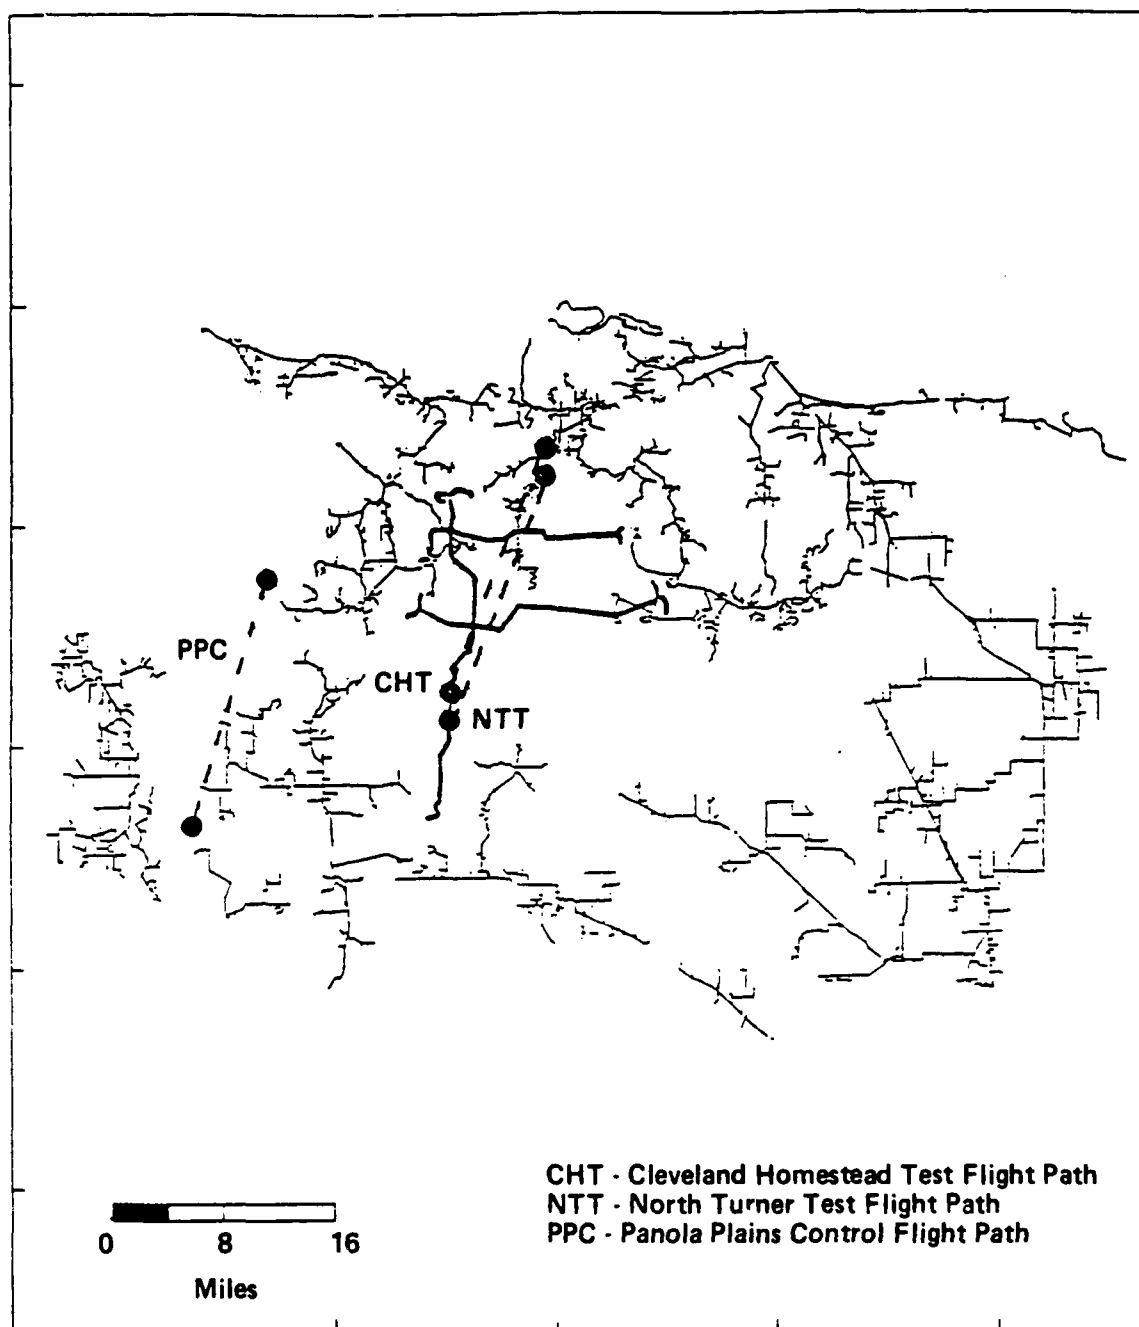 PPC
CHT
NTT
CHT - Cleveland Homestead Test Flight Path
NTT - North Turner Test Flight Path
PPC - Panola Plains Control Flight Path
0 8 16
Miles